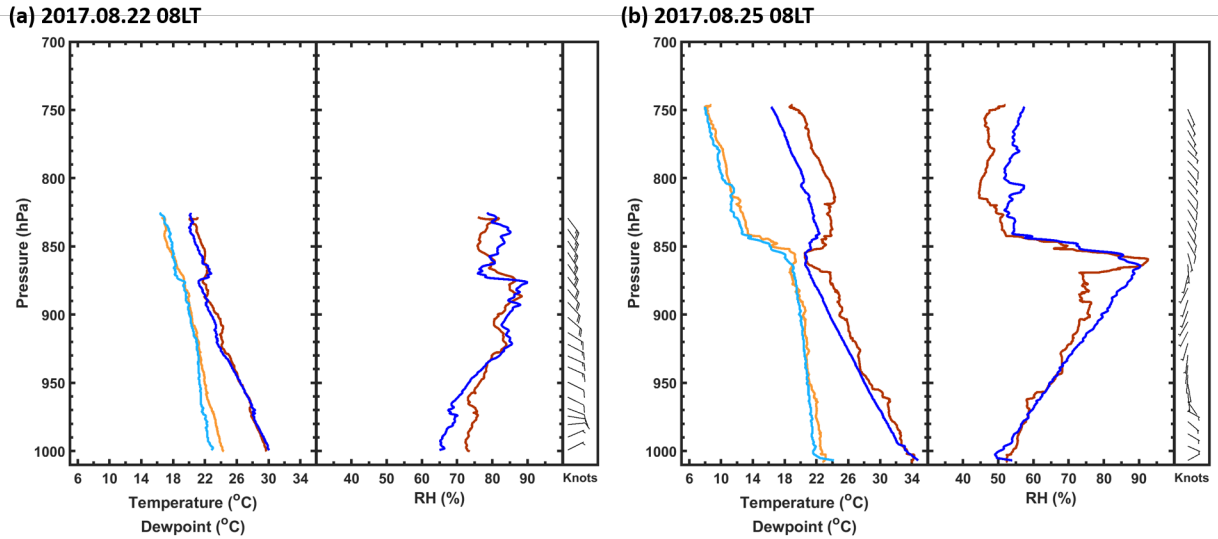 (a) 2017.08.22 08LT
(b) 2017.08.25 08LT
Pressure (hPa)
700
750
800
850
900
950
1000
6 10 14 18 22 26 30 34
Temperature (°C)
Dewpoint (°C)
40 50 60 70 80 90
RH (%)
Knots
Pressure (hPa)
700
750
800
850
900
950
1000
6 10 14 18 22 26 30 34
Temperature (°C)
Dewpoint (°C)
40 50 60 70 80 90
RH (%)
Knots